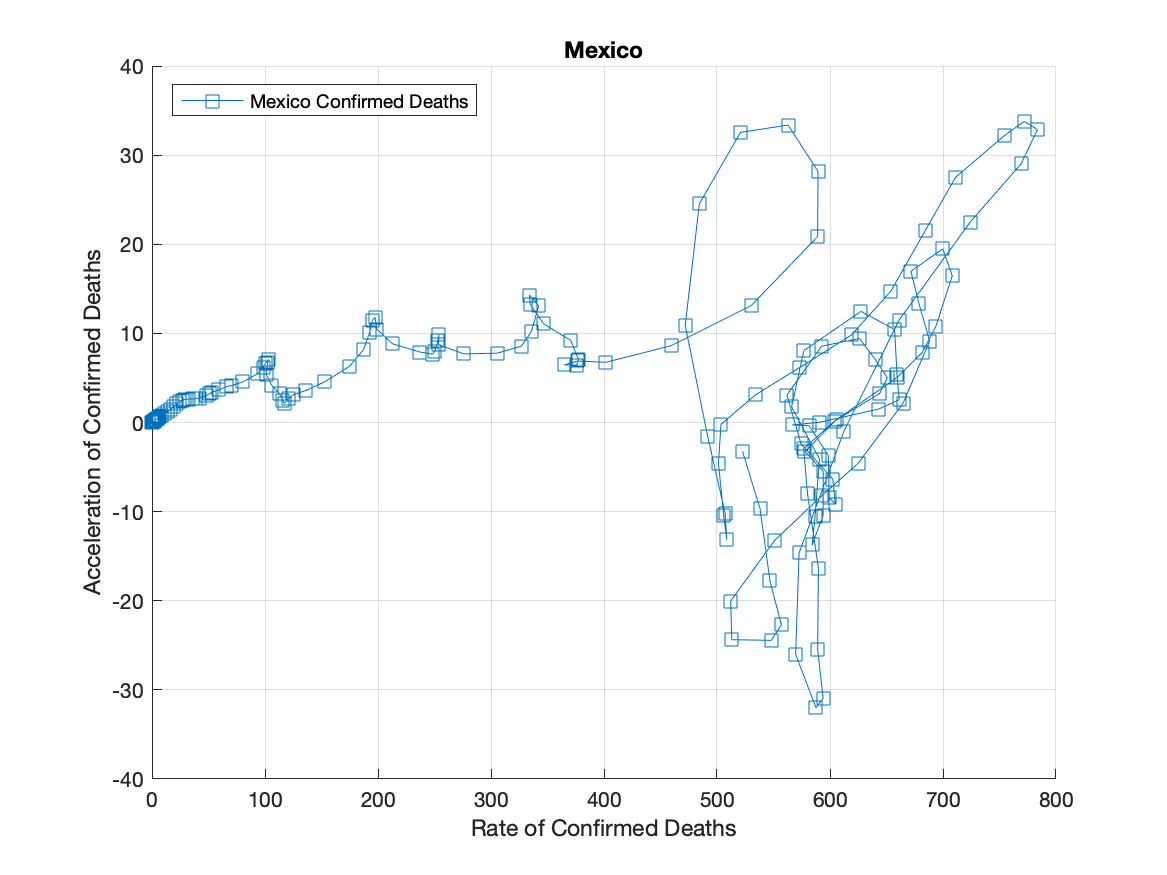 Mexico
Mexico Confirmed Deaths
Acceleration of Confirmed Deaths
40
30
20
10
0
-10
-20
-30
-40
0 100 200 300 400 500 600 700 800
Rate of Confirmed Deaths